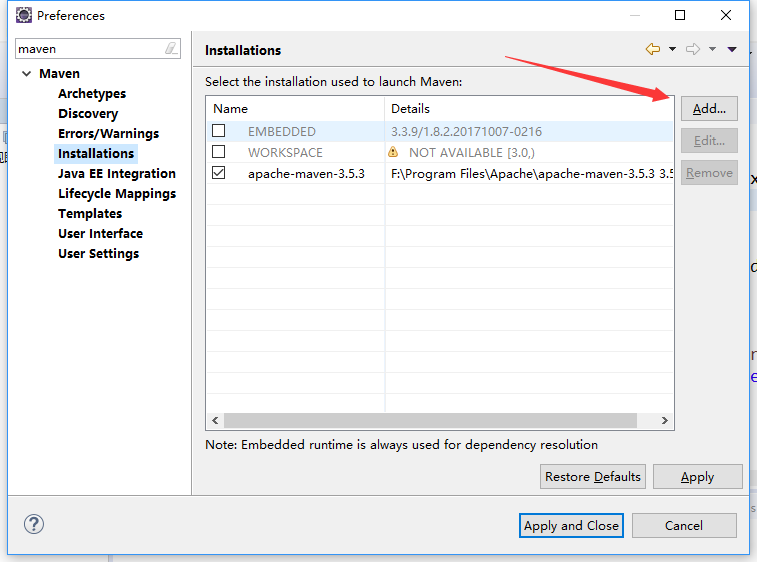 Preferences
maven
Maven
Archetypes
Discovery
Errors/Warnings
Installations
Java EE Integration
Lifecycle Mappings
Templates
User Interface
User Settings
Installations
Select the installation used to launch Maven:
Name Details
EMBEDDED 3.3.9/1.8.2.20171007-0216
WORKSPACE NOT AVAILABLE [3.0,)
apache-maven-3.5.3 F:\Program Files\Apache\apache-maven-3.5.3 3.5
Add...
Edit...
Remove
Note: Embedded runtime is always used for dependency resolution
Restore Defaults
Apply
Apply and Close
Cancel